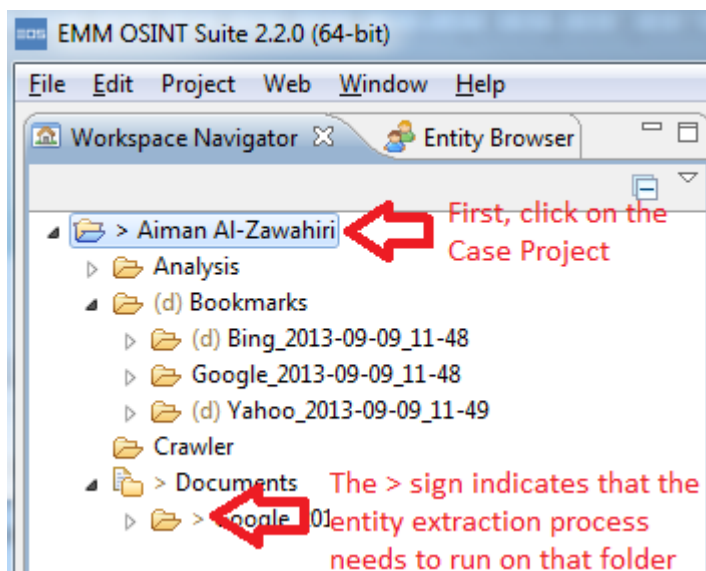 sos EMM OSINT Suite 2.2.0 (64-bit)
File Edit Project Web Window Help
Workspace Navigator Entity Browser
> Aiman Al-Zawahiri
First, click on the
Case Project
Analysis
(d) Bookmarks
(d) Bing_2013-09-09_11-48
Google_2013-09-09_11-48
(d) Yahoo_2013-09-09_11-49
Crawler
> Documents
The > sign indicates that the
>
entity extraction process
needs to run on that folder